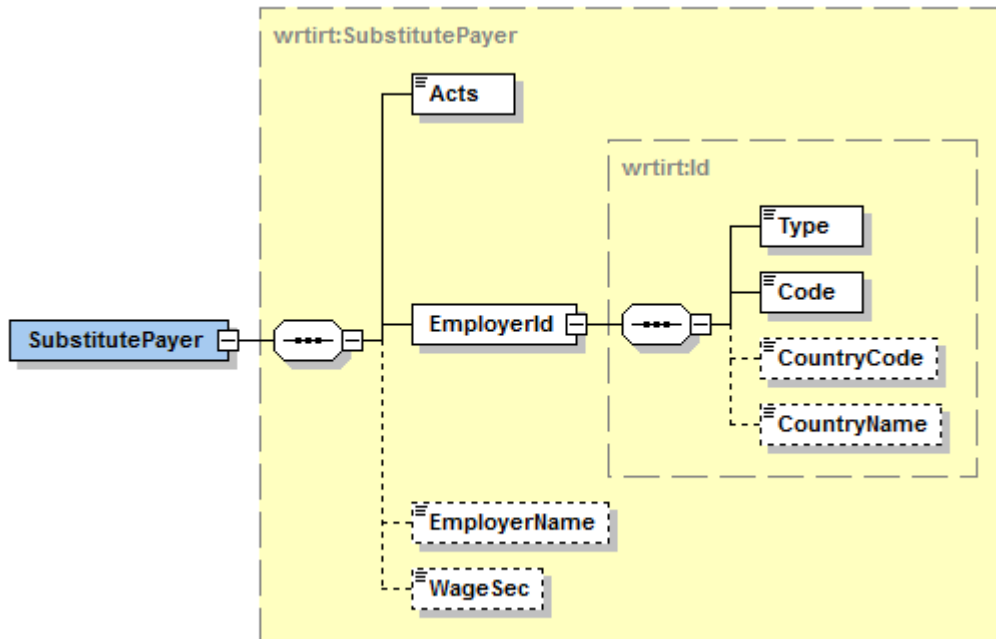 wrtirt:SubstitutePayer
Acts
wrtirt:Id
Type
Code
SubstitutePayer
EmployerId
CountryCode
CountryName
EmployerName
WageSec